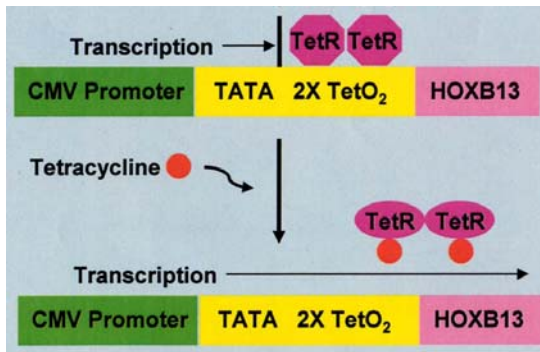 TetR TetR
Transcription
CMV Promoter TATA 2X TetO₂ HOXB13
Tetracycline
TetR TetR
Transcription
CMV Promoter TATA 2X TetO₂ HOXB13